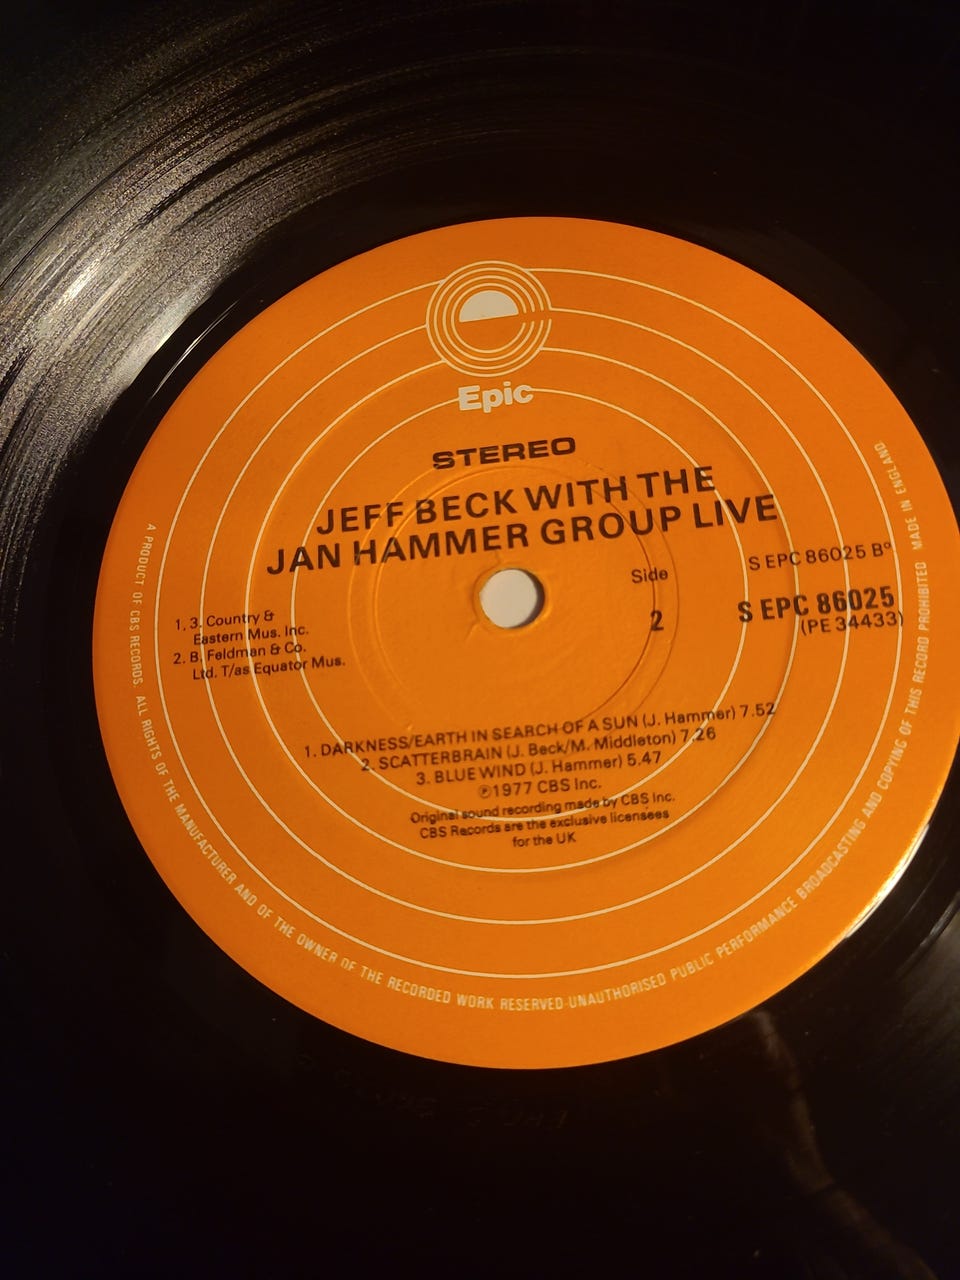 Epic
STEREO
JEFF BECK WITH THE
JAN HAMMER GROUP LIVE
S EPC 86025 B°
Side
2
S EPC 86025
(PE 34433)
1. 3. Country &
Eastern Mus. Inc.
2. B. Feldman & Co.
Ltd. T/as Equator Mus.
1. DARKNESS/EARTH IN SEARCH OF A SUN (J. Hammer) 7.52
2. SCATTERBRAIN (J. Beck/M. Middleton) 7.26
3. BLUE WIND (J. Hammer) 5.47
℗1977 CBS Inc.
Original sound recording made by CBS Inc.
CBS Records are the exclusive licensees
for the UK
A PRODUCT OF CBS RECORDS. ALL RIGHTS OF THE MANUFACTURER AND OF THE OWNER OF THE RECORDED WORK RESERVED-UNAUTHORISED PUBLIC PERFORMANCE BROADCASTING AND COPYING OF THIS RECORD PROHIBITED MADE IN ENGLAND.